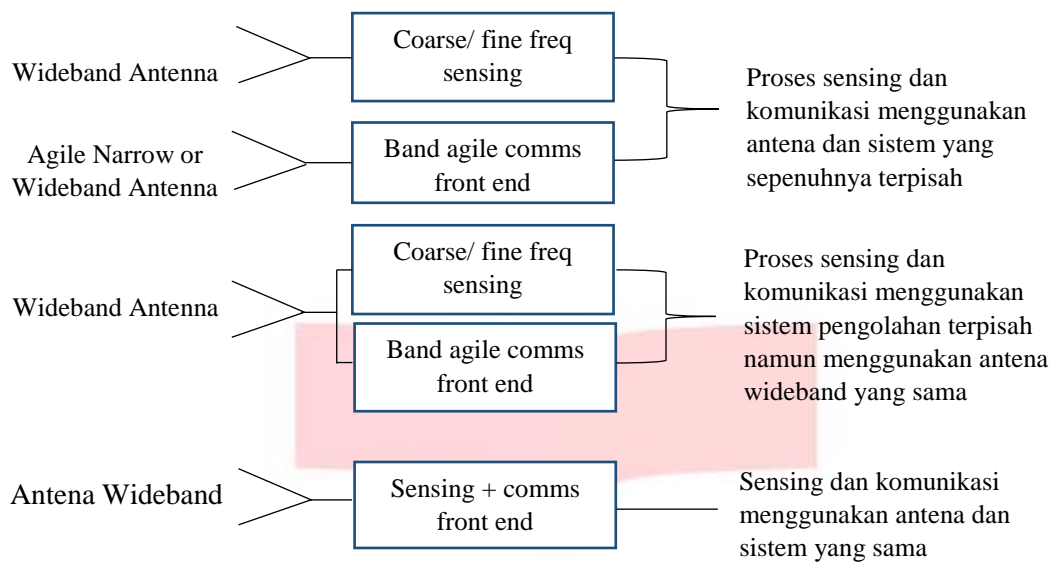 Wideband Antenna
Coarse/ fine freq
sensing
Agile Narrow or
Wideband Antenna
Band agile comms
front end
Proses sensing dan
komunikasi menggunakan
antena dan sistem yang
sepenuhnya terpisah
Wideband Antenna
Coarse/ fine freq
sensing
Band agile comms
front end
Proses sensing dan
komunikasi menggunakan
sistem pengolahan terpisah
namun menggunakan antena
wideband yang sama
Antena Wideband
Sensing + comms
front end
Sensing dan komunikasi
menggunakan antena dan
sistem yang sama